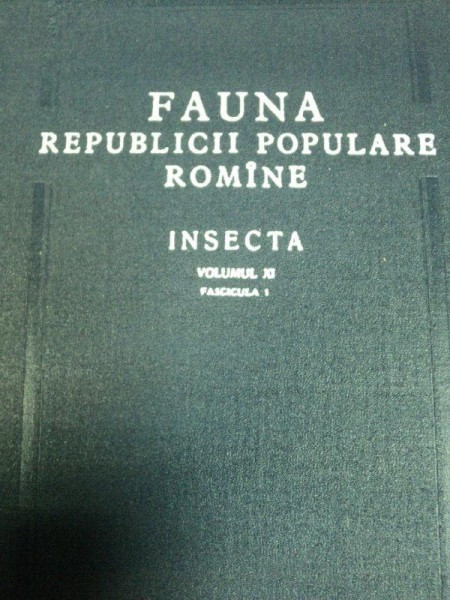 FAUNA
REPUBLICII POPULARE
ROMÎNE
INSECTA
VOLUMUL XI
FASCICULA 1